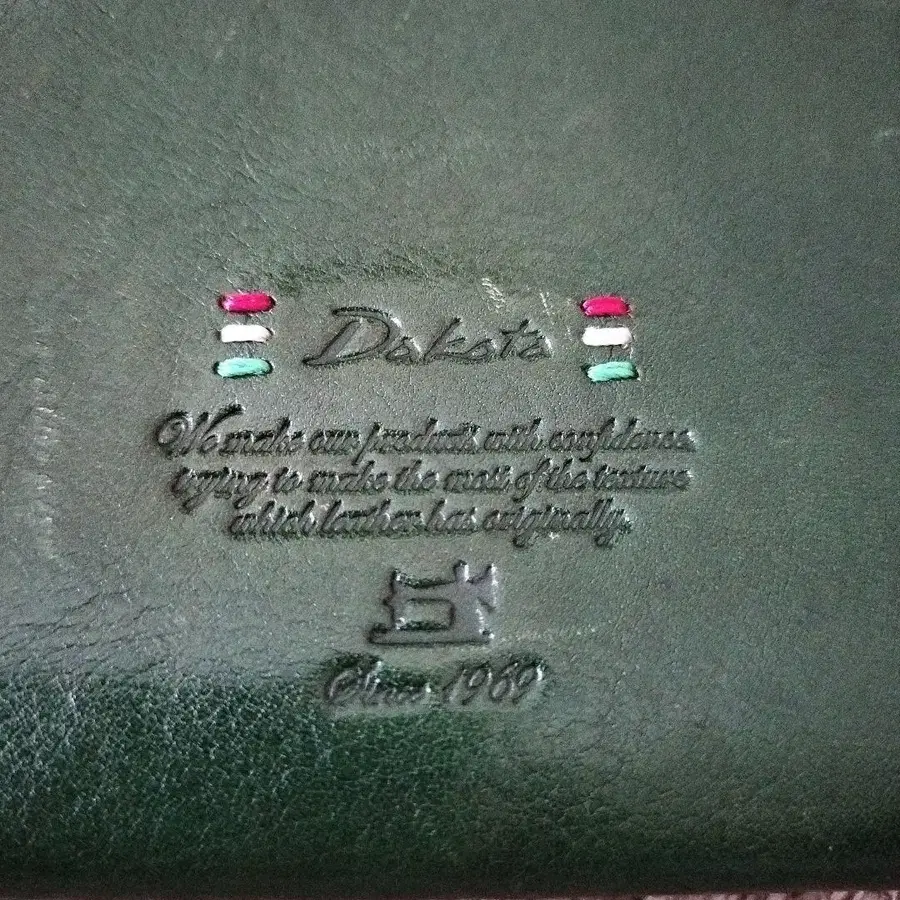 Dakota
We make our products with confidance
trying to make the most of the texture
which leather has originally.
Since 1969